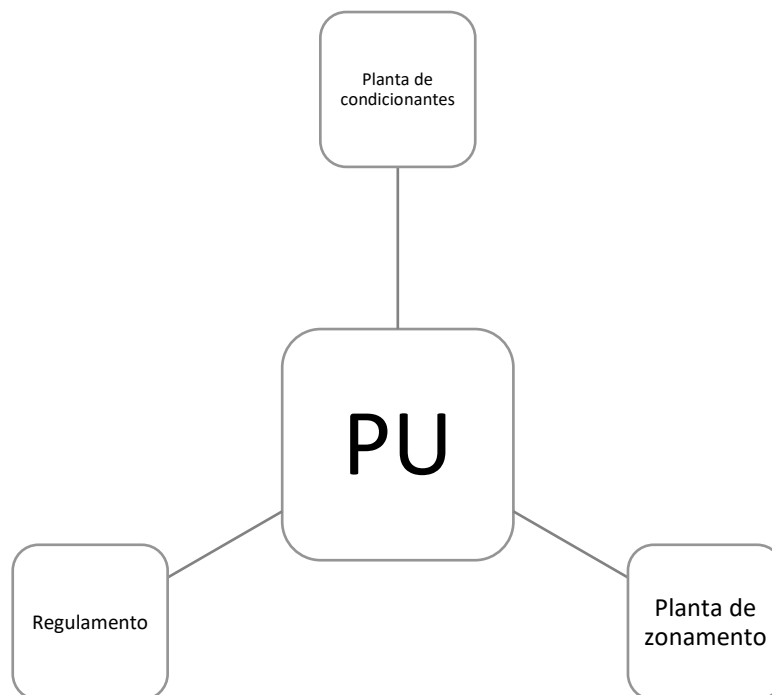 Planta de
condicionantes
PU
Regulamento
Planta de
zonamento